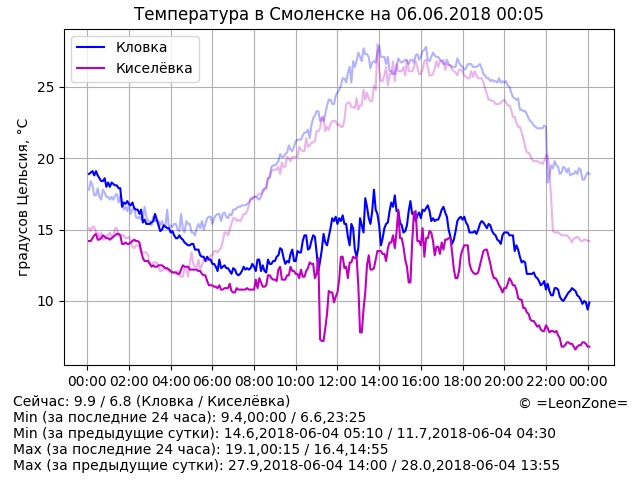 Температура в Смоленске на 06.06.2018 00:05
Кловка
Киселёвка
градусов Цельсия, °C
25
20
15
10
00:00 02:00 04:00 06:00 08:00 10:00 12:00 14:00 16:00 18:00 20:00 22:00 00:00
Сейчас: 9.9 / 6.8 (Кловка / Киселёвка)
© =LeonZone=
Min (за последние 24 часа): 9.4,00:00 / 6.6,23:25
Min (за предыдущие сутки): 14.6,2018-06-04 05:10 / 11.7,2018-06-04 04:30
Max (за последние 24 часа): 19.1,00:15 / 16.4,14:55
Max (за предыдущие сутки): 27.9,2018-06-04 14:00 / 28.0,2018-06-04 13:55